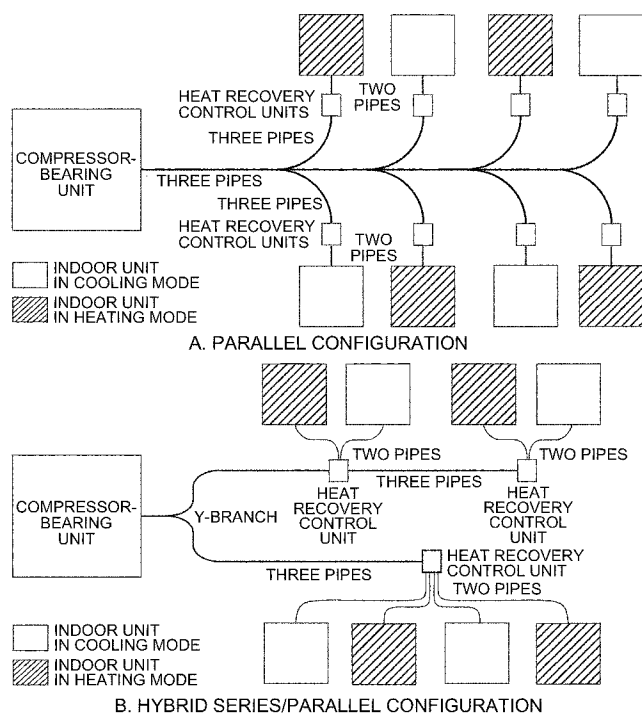 TWO
PIPES
HEAT RECOVERY
CONTROL UNITS
THREE PIPES
COMPRESSOR-
BEARING
UNIT
THREE PIPES
THREE PIPES
HEAT RECOVERY
CONTROL UNITS
TWO
PIPES
INDOOR UNIT
IN COOLING MODE
INDOOR UNIT
IN HEATING MODE
A. PARALLEL CONFIGURATION
TWO PIPES
TWO PIPES
THREE PIPES
HEAT
RECOVERY
CONTROL
UNIT
HEAT
RECOVERY
CONTROL
UNIT
COMPRESSOR-
BEARING
UNIT
Y-BRANCH
HEAT RECOVERY
CONTROL UNIT
THREE PIPES
TWO PIPES
INDOOR UNIT
IN COOLING MODE
INDOOR UNIT
IN HEATING MODE
B. HYBRID SERIES/PARALLEL CONFIGURATION